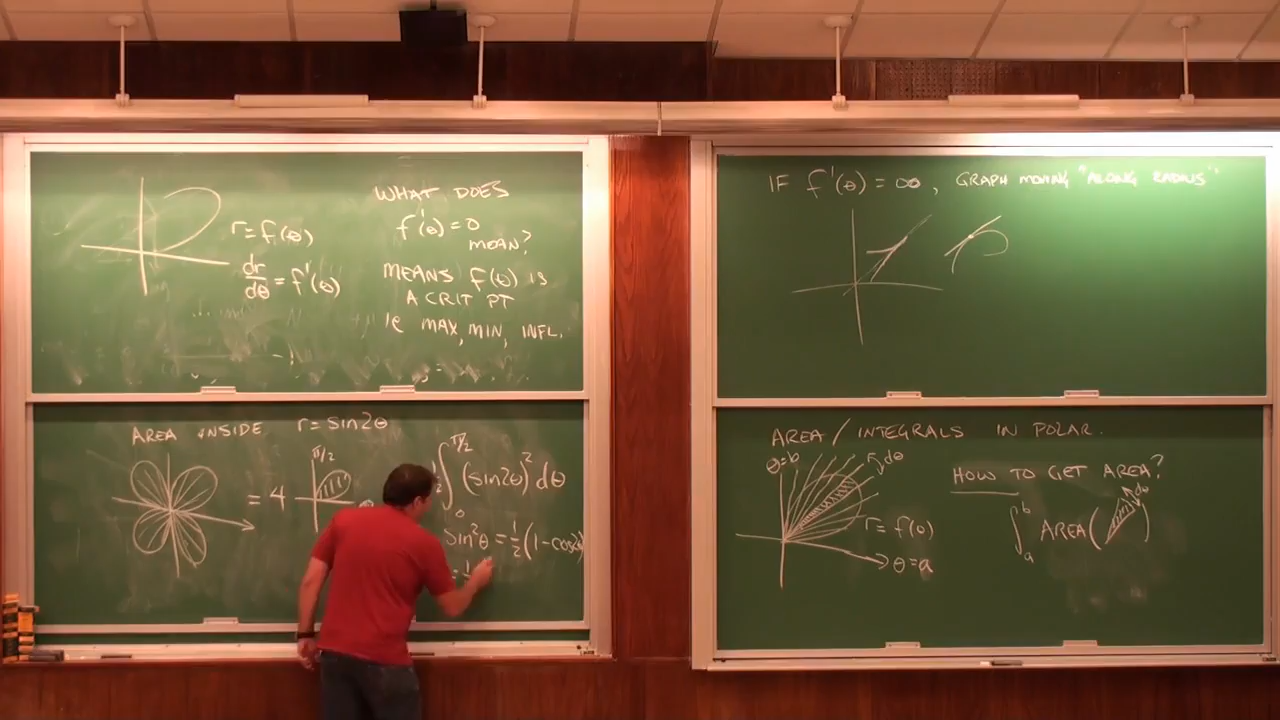 WHAT DOES
f'(θ) = 0
MEAN?
r = f(θ)
dr/dθ = f'(θ)
MEANS f(θ) IS
A CRIT PT
IE MAX, MIN, INFL.
AREA INSIDE r = sin2θ
= 4
π/2
∫ π/2 0 (sin2θ)² dθ
sin²θ = 1/2 (1 - cos2θ)
IF f'(θ) = ∞, GRAPH MOVING "ALONG RADIUS"
AREA / INTEGRALS IN POLAR.
θ=b
dθ
r = f(θ)
θ = a
HOW TO GET AREA?
∫ b a AREA( dθ )